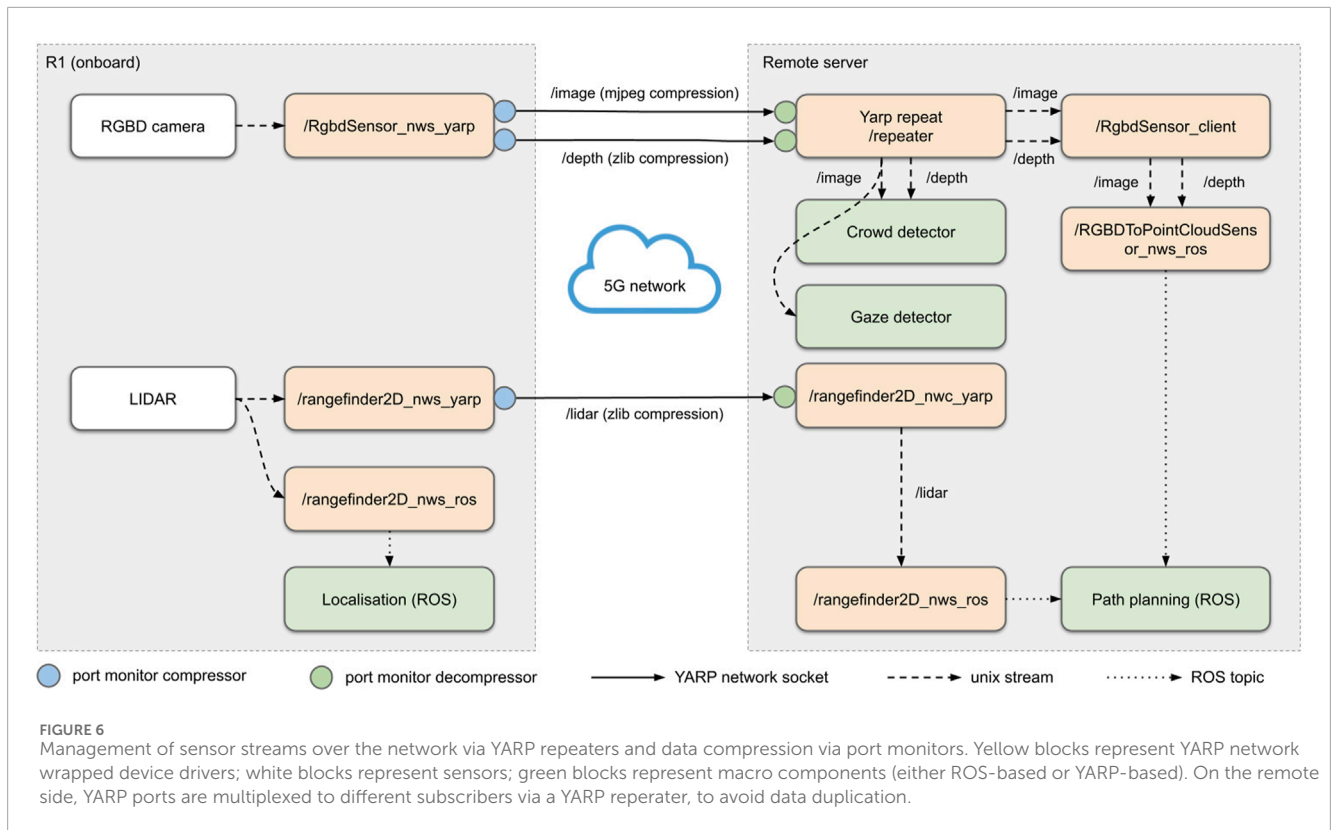 R1 (onboard)
Remote server
RGBD camera
/RgbdSensor_nws_yarp
/image (mjpeg compression)
/depth (zlib compression)
Yarp repeat
/repeater
/image
/depth
/RgbdSensor_client
/image
/depth
/image
/depth
Crowd detector
/RGBDToPointCloudSens
or_nws_ros
5G network
Gaze detector
LIDAR
/rangefinder2D_nws_yarp
/lidar (zlib compression)
/rangefinder2D_nwc_yarp
/rangefinder2D_nws_ros
/lidar
Localisation (ROS)
/rangefinder2D_nws_ros
Path planning (ROS)
port monitor compressor
port monitor decompressor
YARP network socket
unix stream
ROS topic
FIGURE 6
Management of sensor streams over the network via YARP repeaters and data compression via port monitors. Yellow blocks represent YARP network
wrapped device drivers; white blocks represent sensors; green blocks represent macro components (either ROS-based or YARP-based). On the remote
side, YARP ports are multiplexed to different subscribers via a YARP reperater, to avoid data duplication.